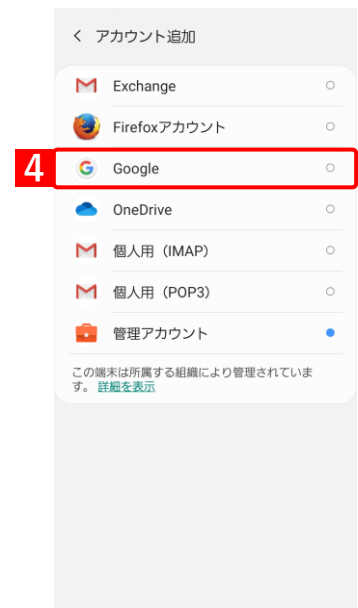 < アカウント追加
Exchange
Firefoxアカウント
4
Google
OneDrive
個人用（IMAP）
個人用（POP3）
管理アカウント
この端末は所属する組織により管理されていま
す。 詳細を表示